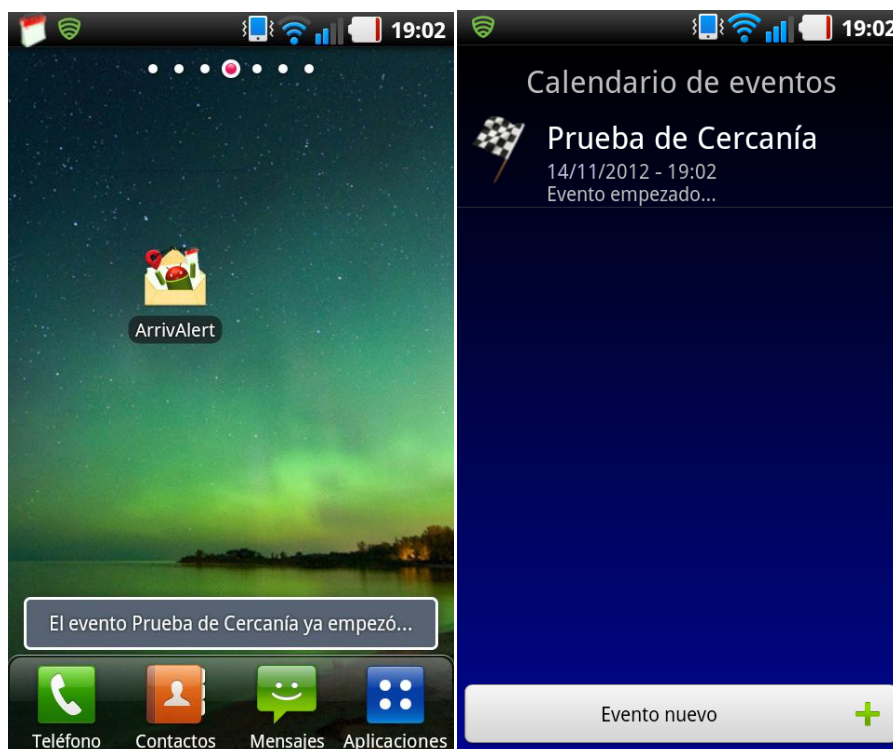 19:02
ArrivAlert
El evento Prueba de Cercanía ya empezó...
Teléfono Contactos Mensajes Aplicaciones
19:02
Calendario de eventos
Prueba de Cercanía
14/11/2012 - 19:02
Evento empezado...
Evento nuevo